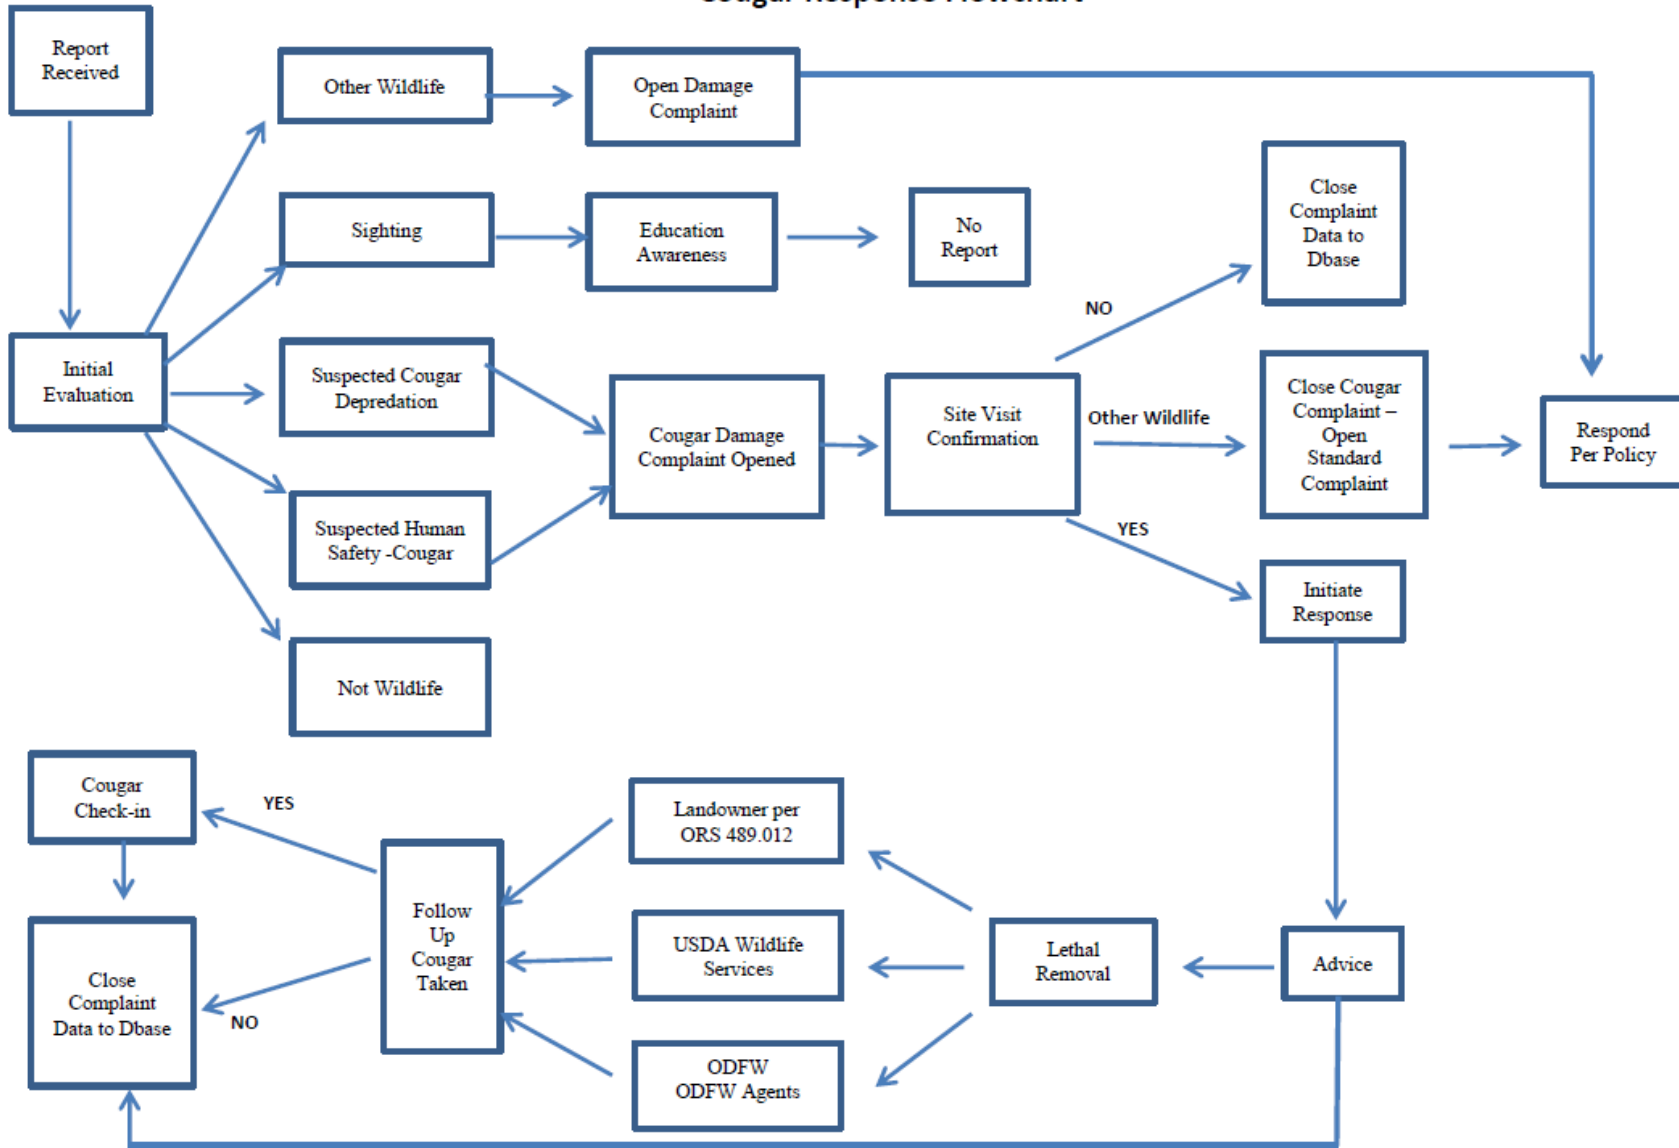 Cougar Response Flowchart
Report
Received
Other Wildlife
Open Damage
Complaint
Sighting
Education
Awareness
No
Report
Close
Complaint
Data to
Dbase
NO
Initial
Evaluation
Suspected Cougar
Depredation
Cougar Damage
Complaint Opened
Site Visit
Confirmation
Other Wildlife
Close Cougar
Complaint –
Open
Standard
Complaint
Respond
Per Policy
Suspected Human
Safety -Cougar
YES
Initiate
Response
Not Wildlife
Cougar
Check-in
YES
Landowner per
ORS 489.012
Follow
Up
Cougar
Taken
USDA Wildlife
Services
Lethal
Removal
Advice
Close
Complaint
Data to Dbase
NO
ODFW
ODFW Agents